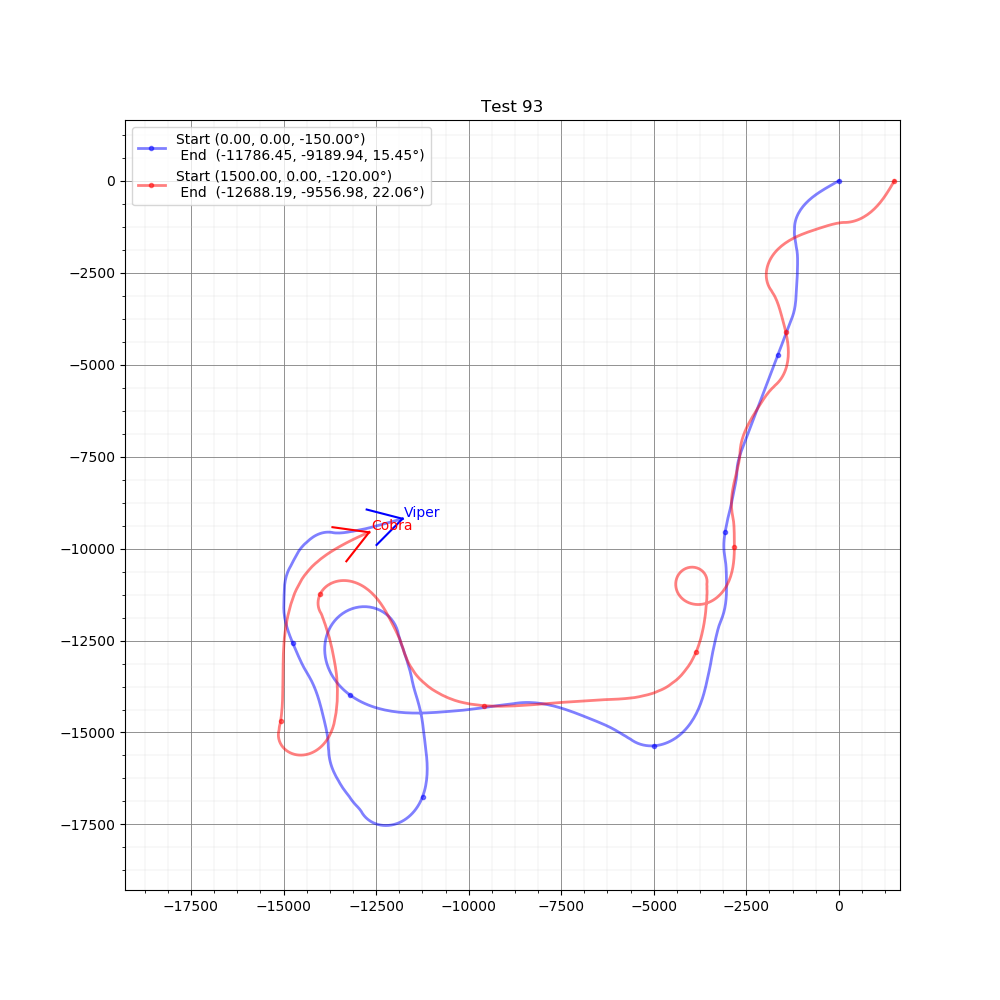 Test 93
Start (0.00, 0.00, -150.00°)
End  (-11786.45, -9189.94, 15.45°)
Start (1500.00, 0.00, -120.00°)
End  (-12688.19, -9556.98, 22.06°)
0
−2500
−5000
−7500
−10000
−12500
−15000
−17500
Viper
Cobra
−17500 −15000 −12500 −10000 −7500 −5000 −2500 0